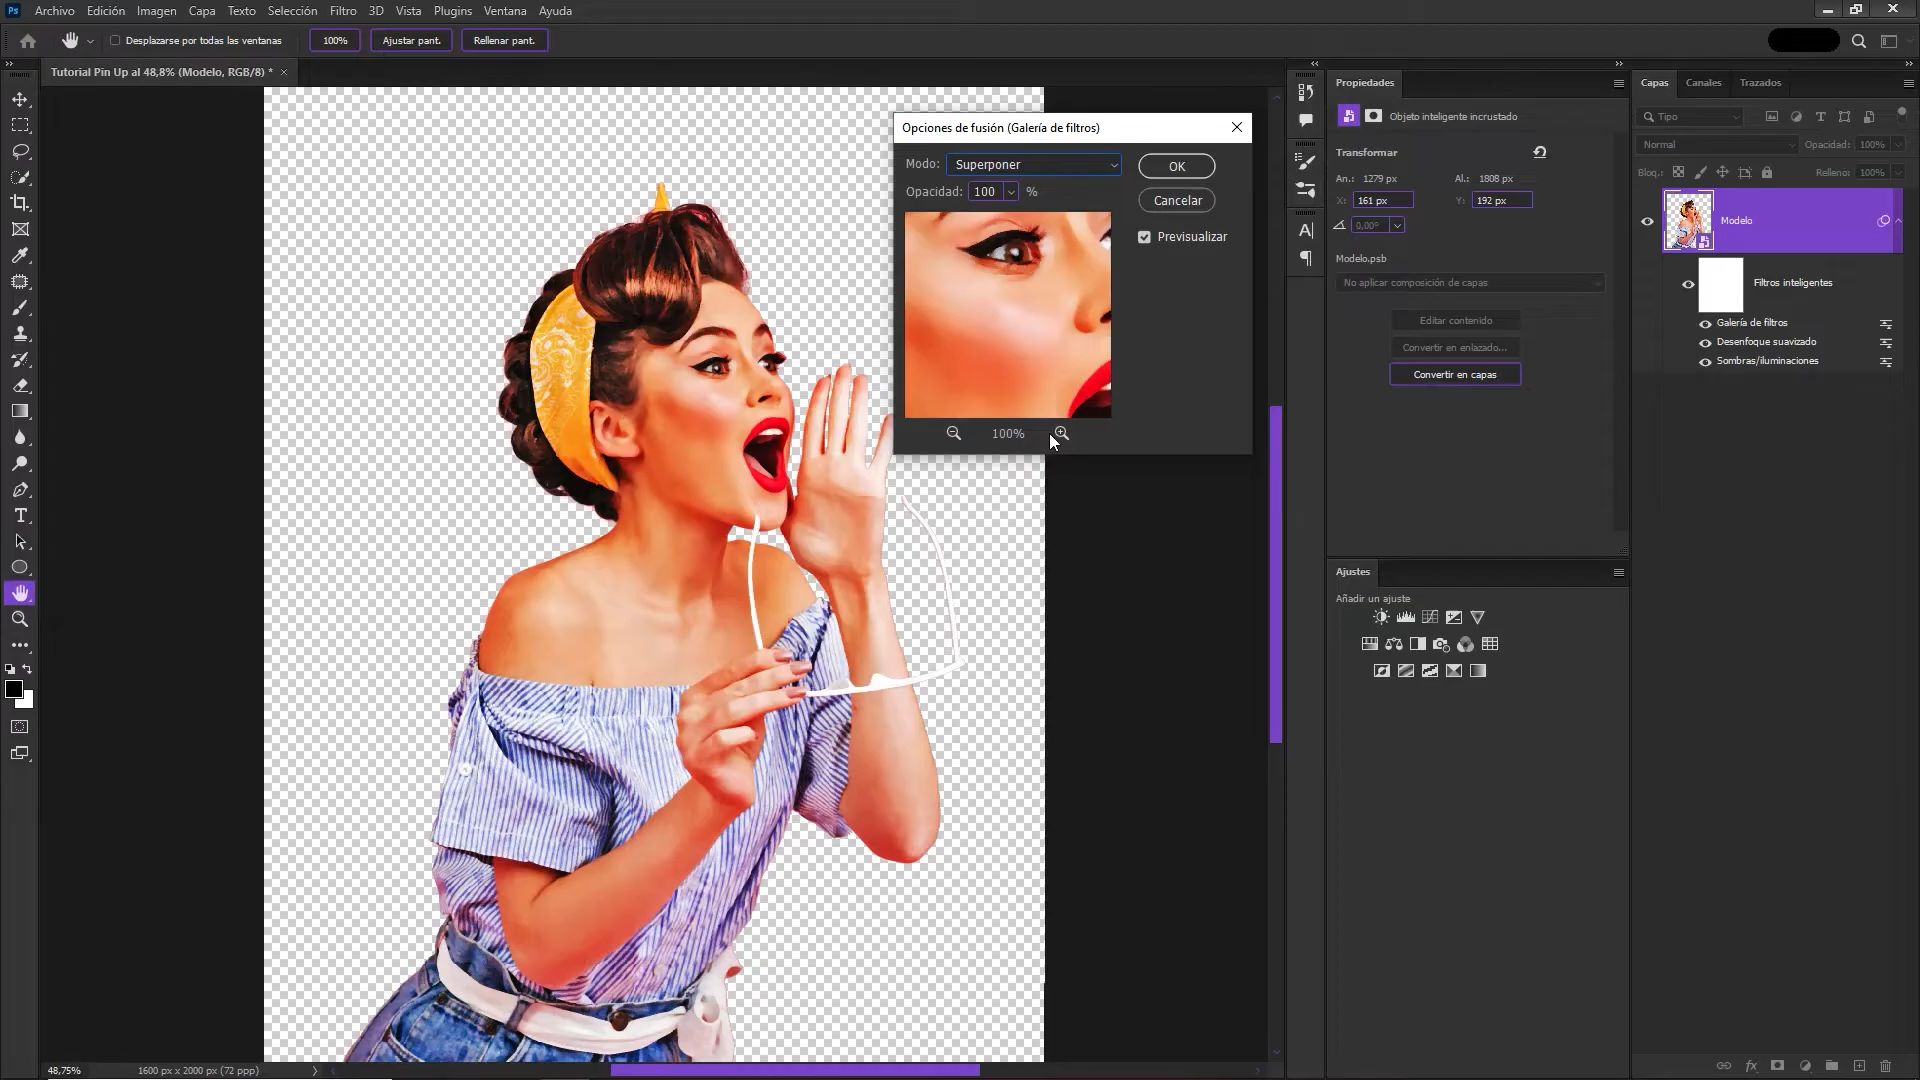 Ps Archivo Edición Imagen Capa Texto Selección Filtro 3D Vista Plugins Ventana Ayuda
Desplazarse por todas las ventanas 100% Ajustar pant. Rellenar pant.
Tutorial Pin Up al 48,8% (Modelo, RGB/8) *
Opciones de fusión (Galería de filtros)
Modo: Superponer OK
Opacidad: 100 % Cancelar
Previsualizar
100%
Propiedades
Objeto inteligente incrustado
Transformar
An.: 1279 px Al.: 1808 px
X: 161 px Y: 192 px
0,00°
Modelo.psb
No aplicar composición de capas
Editar contenido
Convertir en enlazado...
Convertir en capas
Ajustes
Añadir un ajuste
Capas Canales Trazados
Tipo
Normal Opacidad: 100%
Bloq.: Relleno: 100%
Modelo
Filtros inteligentes
Galería de filtros
Desenfoque suavizado
Sombras/iluminaciones
48,75% 1600 px x 2000 px (72 ppp)